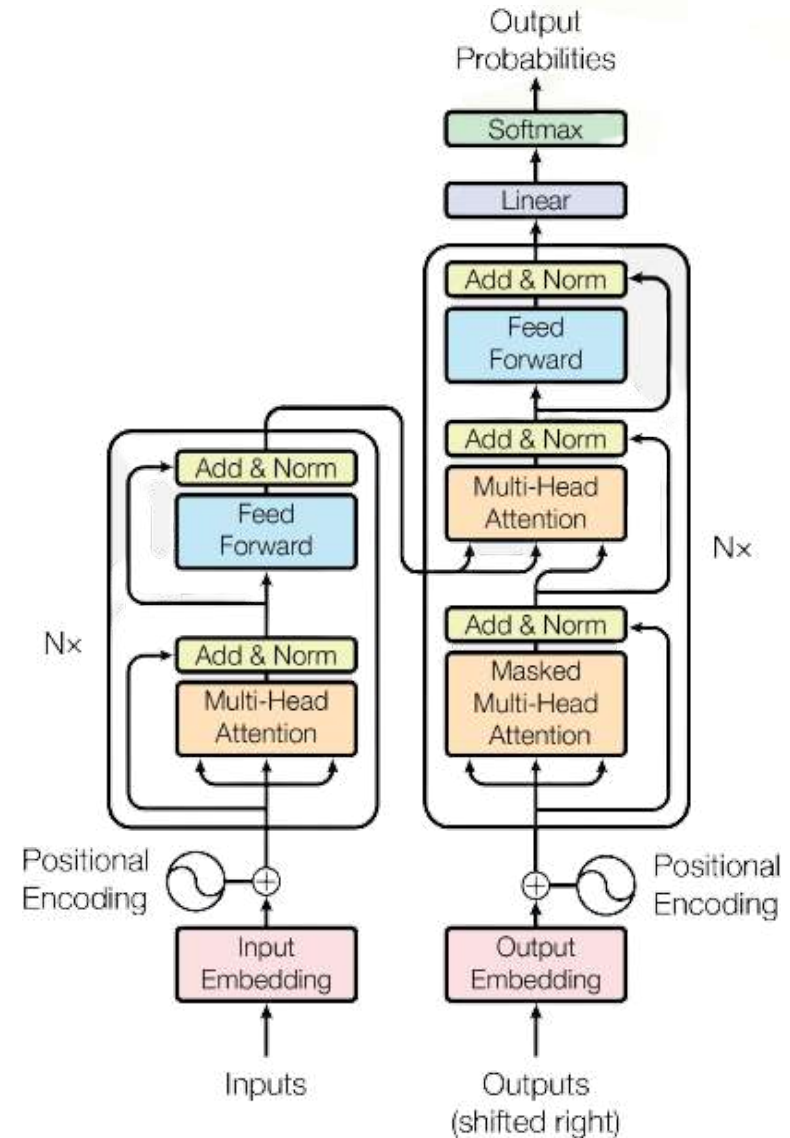 Output
Probabilities
Softmax
Linear
Add & Norm
Feed
Forward
Add & Norm
Multi-Head
Attention
Add & Norm
Masked
Multi-Head
Attention
Nx
Add & Norm
Feed
Forward
Add & Norm
Multi-Head
Attention
Nx
Positional
Encoding
Positional
Encoding
Input
Embedding
Output
Embedding
Inputs
Outputs
(shifted right)